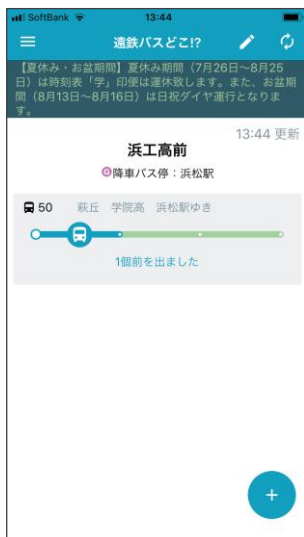 SoftBank 13:44
遠鉄バスどこ!?
【夏休み・お盆期間】夏休み期間（7月26日～8月25
日）は時刻表「学」印便は運休致します。また、お盆期
間（8月13日～8月16日）は日祝ダイヤ運行となりま
す。
13:44 更新
浜工高前
G降車バス停：浜松駅
50 萩丘 学院高 浜松駅ゆき
1個前を出ました
+